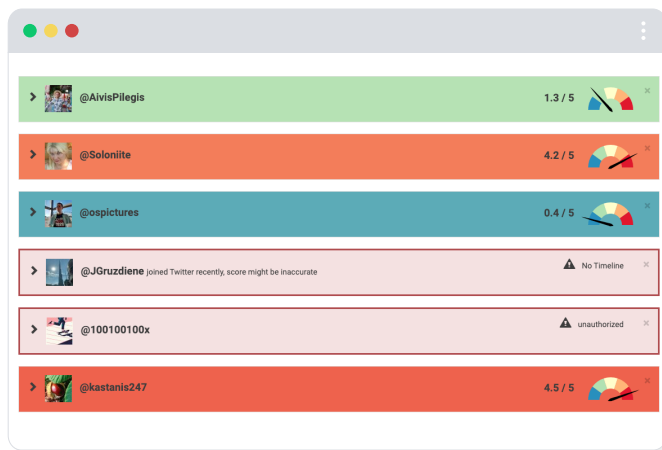 @AivisPilegis 1.3 / 5 ×
@Soloniite 4.2 / 5 ×
@ospictures 0.4 / 5 ×
@JGruzdiene joined Twitter recently, score might be inaccurate No Timeline ×
@100100100x unauthorized ×
@kastanis247 4.5 / 5 ×